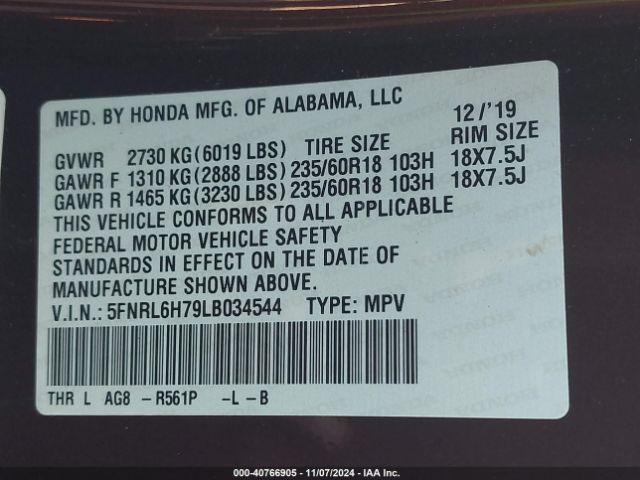 MFD. BY HONDA MFG. OF ALABAMA, LLC 12/'19
GVWR 2730 KG (6019 LBS) TIRE SIZE RIM SIZE
GAWR F 1310 KG (2888 LBS) 235/60R18 103H 18X7.5J
GAWR R 1465 KG (3230 LBS) 235/60R18 103H 18X7.5J
THIS VEHICLE CONFORMS TO ALL APPLICABLE
FEDERAL MOTOR VEHICLE SAFETY
STANDARDS IN EFFECT ON THE DATE OF
MANUFACTURE SHOWN ABOVE.
V.I.N.: 5FNRL6H79LB034544 TYPE: MPV
THR L AG8 - R561P -L - B
000-40766905 - 11/07/2024 - IAA Inc.